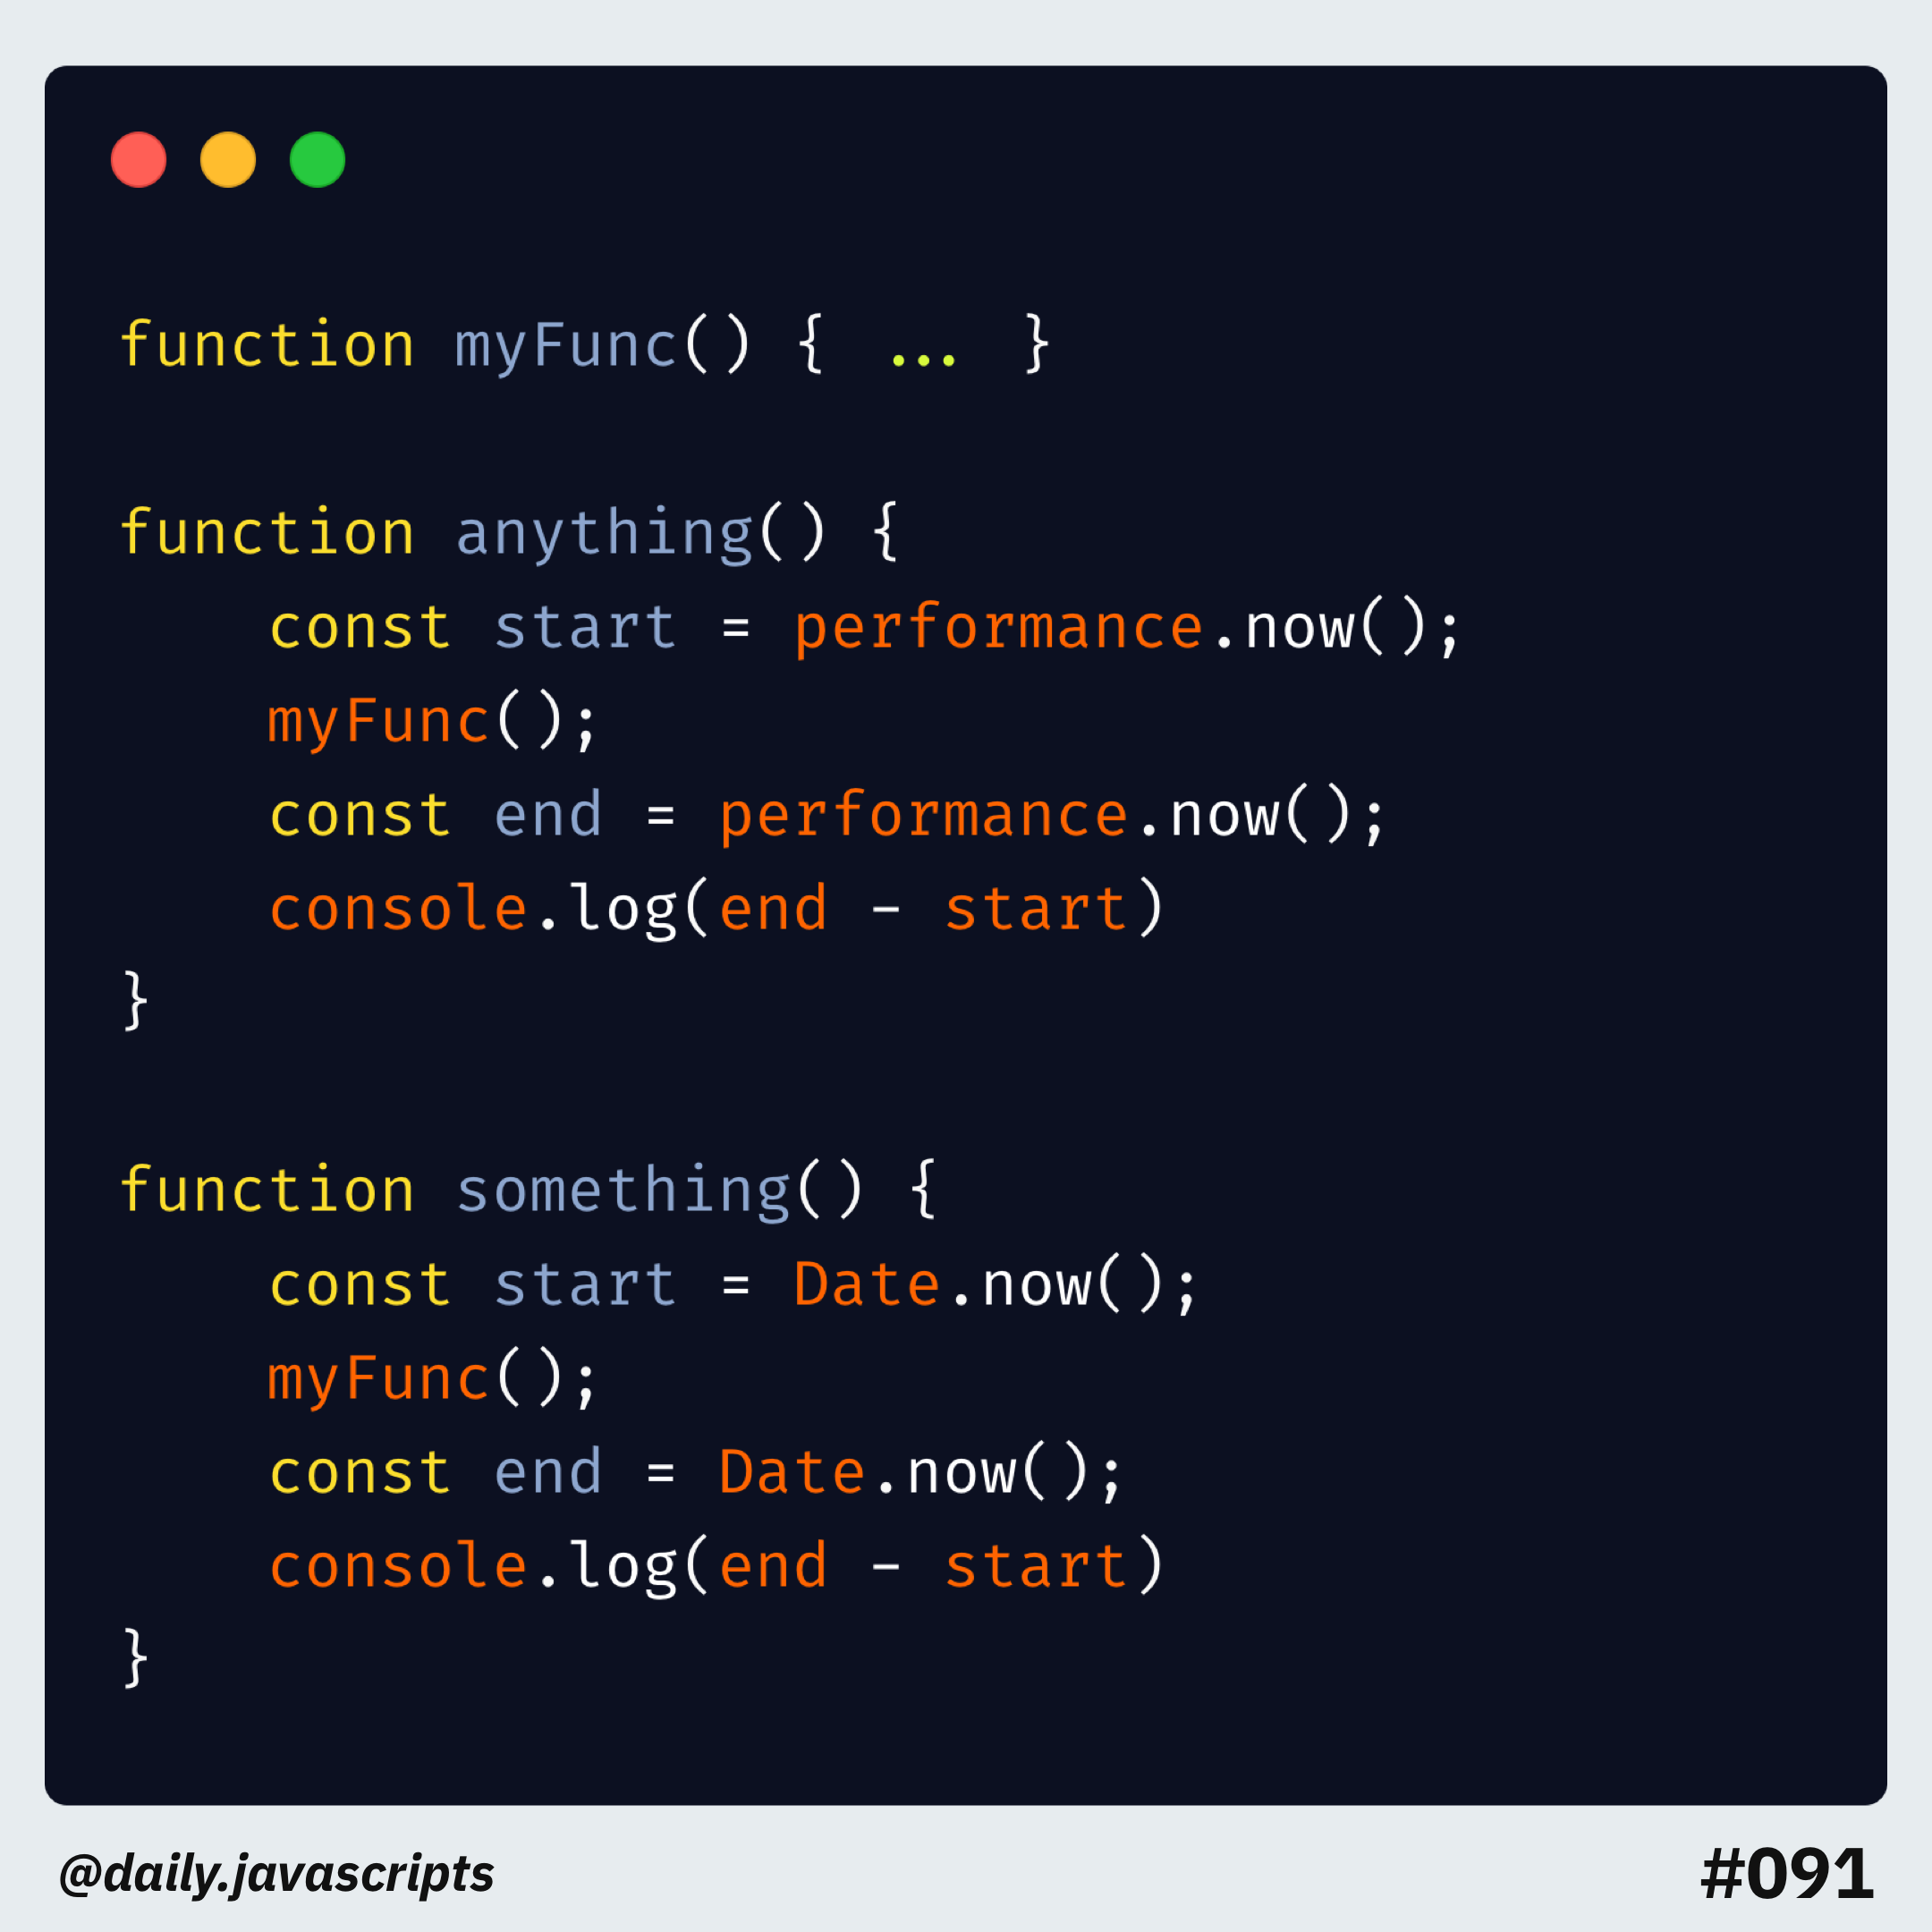 function myFunc() { ... }
function anything() {
    const start = performance.now();
    myFunc();
    const end = performance.now();
    console.log(end - start)
}
function something() {
    const start = Date.now();
    myFunc();
    const end = Date.now();
    console.log(end - start)
}
@daily.javascripts
#091